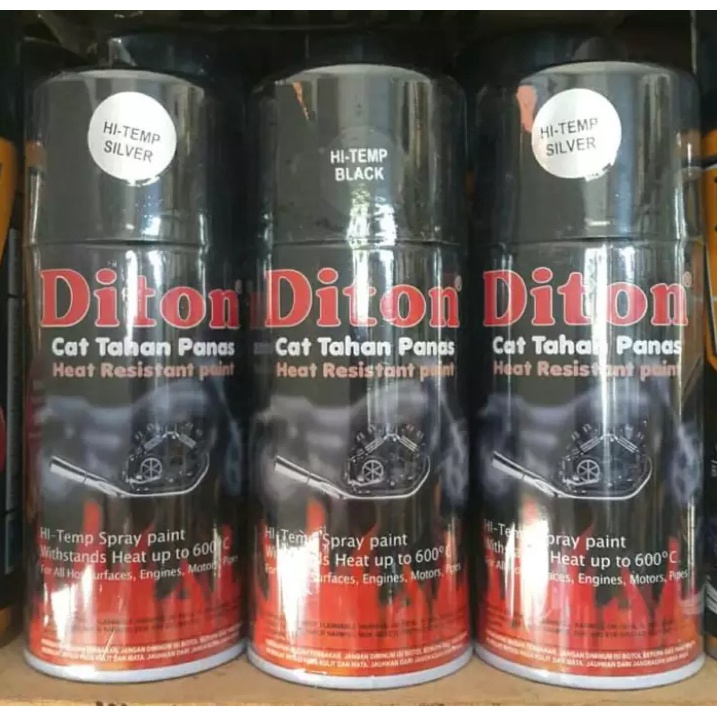 HI-TEMP
SILVER
Diton®
Cat Tahan Panas
Heat Resistant paint
HI-Temp Spray paint
Withstands Heat up to 600°C
For All Hot Surfaces, Engines, Motors, Pipes
HI-TEMP
BLACK
Diton®
Cat Tahan Panas
Heat Resistant paint
HI-Temp Spray paint
Withstands Heat up to 600°C
For Surfaces, Engines, Motors, Pipes
HI-TEMP
SILVER
Diton®
Cat Tahan Panas
Heat Resistant paint
HI-Temp Spray paint
Heat up to 600°C
Surfaces, Engines, Motors, Pipes